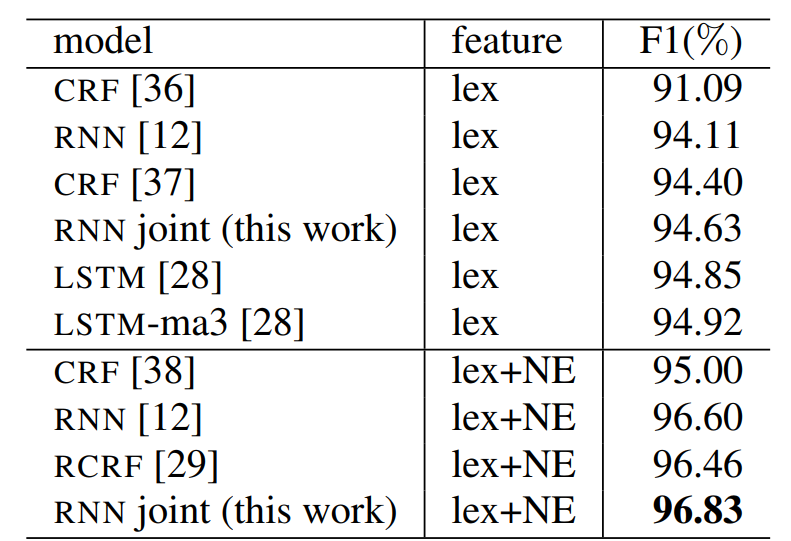 model feature F1(%)
CRF [36] lex 91.09
RNN [12] lex 94.11
CRF [37] lex 94.40
RNN joint (this work) lex 94.63
LSTM [28] lex 94.85
LSTM-ma3 [28] lex 94.92
CRF [38] lex+NE 95.00
RNN [12] lex+NE 96.60
RCRF [29] lex+NE 96.46
RNN joint (this work) lex+NE 96.83